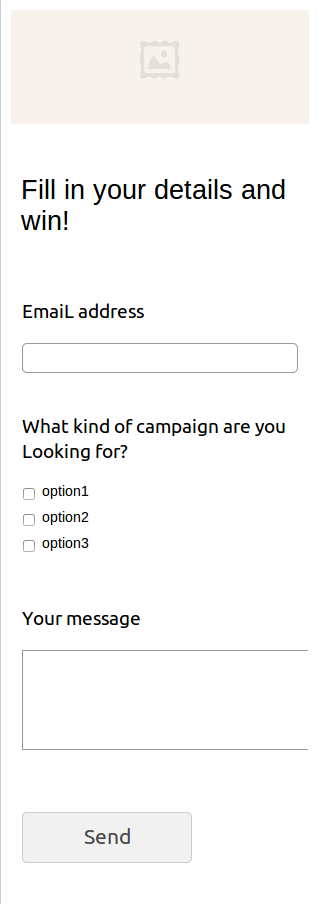 Fill in your details and
win!
EmaiL address
What kind of campaign are you
Looking for?
option1
option2
option3
Your message
Send